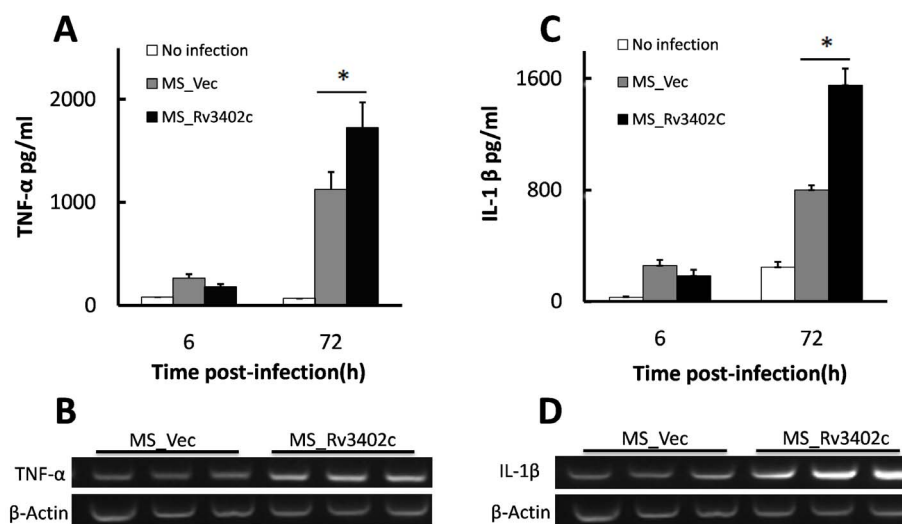 A
No infection
MS_Vec
MS_Rv3402c
*
2000
1000
0
TNF-α pg/ml
6
72
Time post-infection(h)
C
No infection
MS_Vec
MS_Rv3402C
*
1600
800
0
IL-1 β pg/ml
6
72
Time post-infection(h)
B
MS_Vec
MS_Rv3402c
TNF-α
β-Actin
D
MS_Vec
MS_Rv3402c
IL-1β
β-Actin